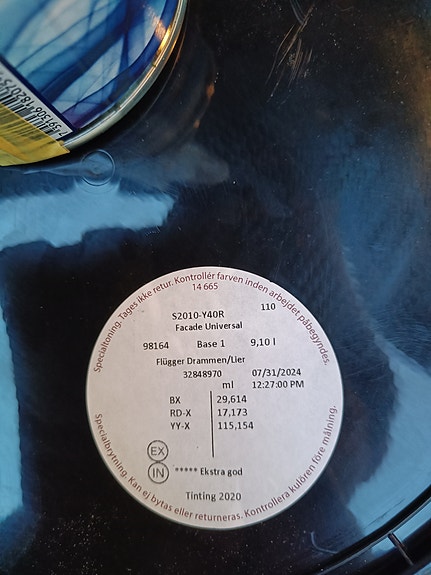 Specialtoning. Tages ikke retur. Kontrollér farven inden arbejdet påbegyndes.
14 665
110
S2010-Y40R
Facade Universal
98164 Base 1 9,10 l
Flügger Drammen/Lier
32848970 07/31/2024
ml 12:27:00 PM
BX 29,614
RD-X 17,173
YY-X 115,154
EX
IN
***** Ekstra god
Tinting 2020
Specialbrytning. Kan ej bytas eller returneras. Kontrollera kulören före målning.